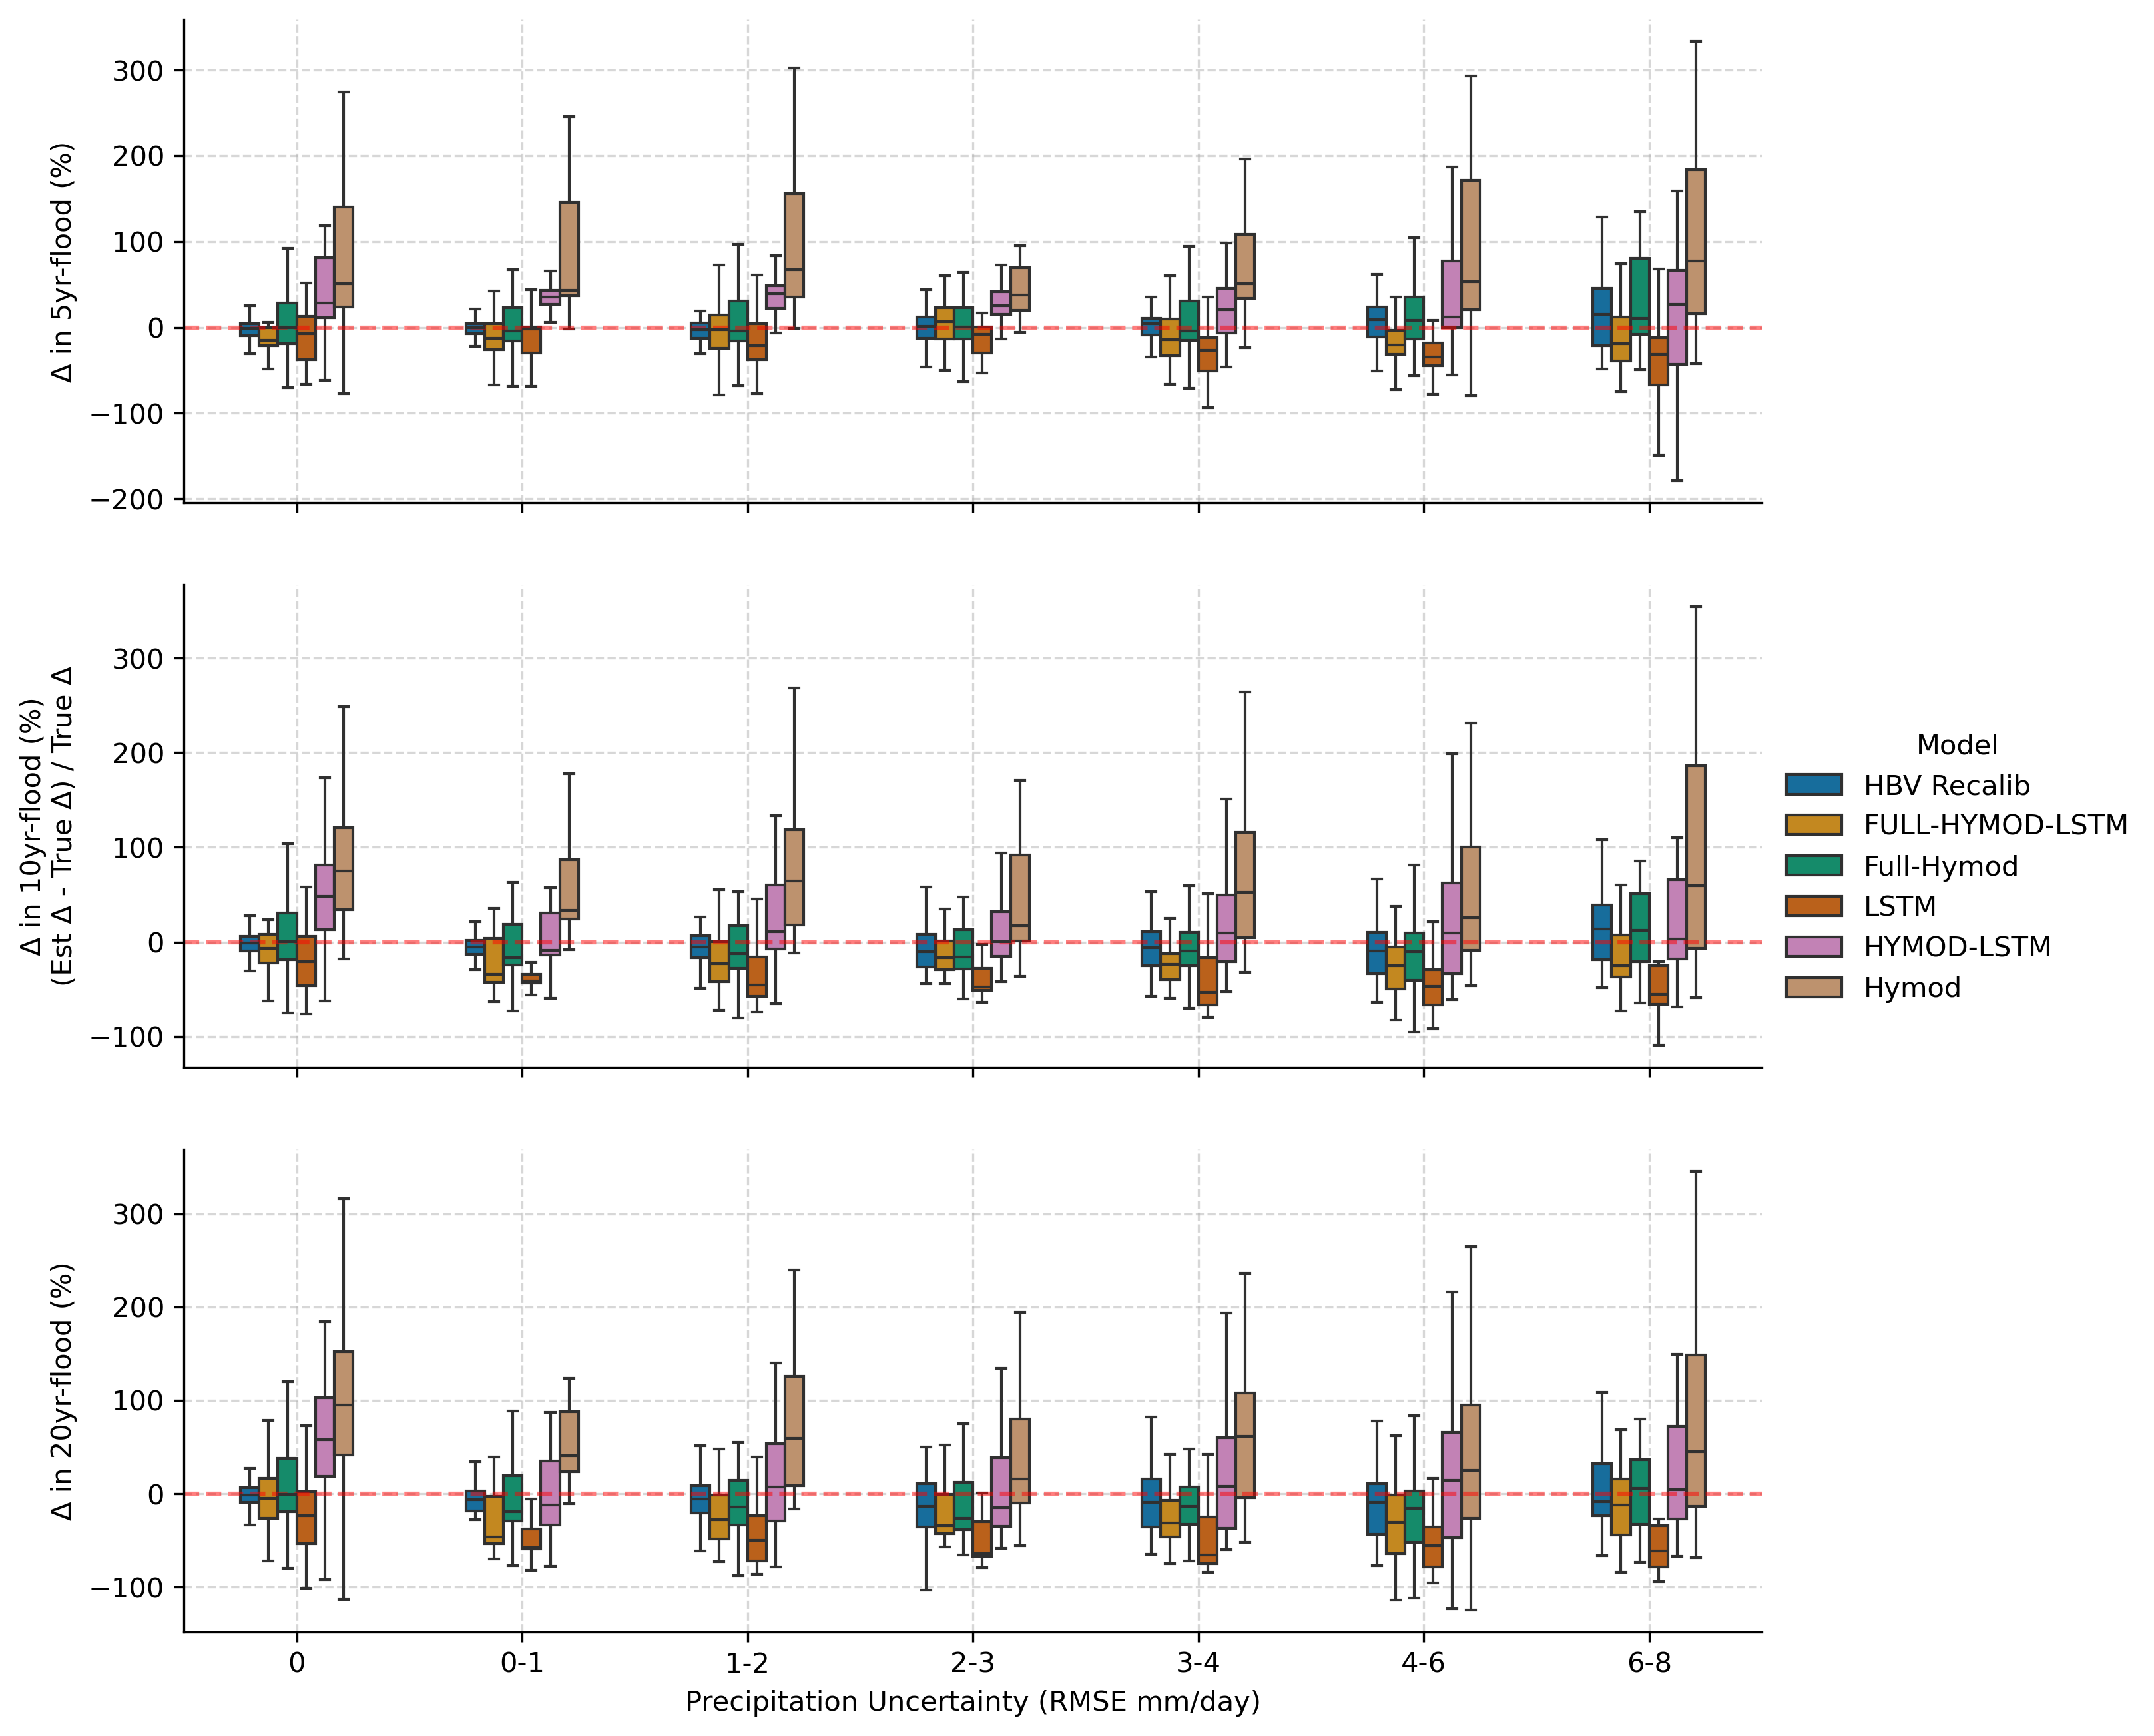 300
200
100
0
−100
−200
Δ in 5yr-flood (%)
300
200
100
0
−100
Δ in 10yr-flood (%)
(Est Δ - True Δ) / True Δ
Model
HBV Recalib
FULL-HYMOD-LSTM
Full-Hymod
LSTM
HYMOD-LSTM
Hymod
300
200
100
0
−100
Δ in 20yr-flood (%)
0 0-1 1-2 2-3 3-4 4-6 6-8
Precipitation Uncertainty (RMSE mm/day)